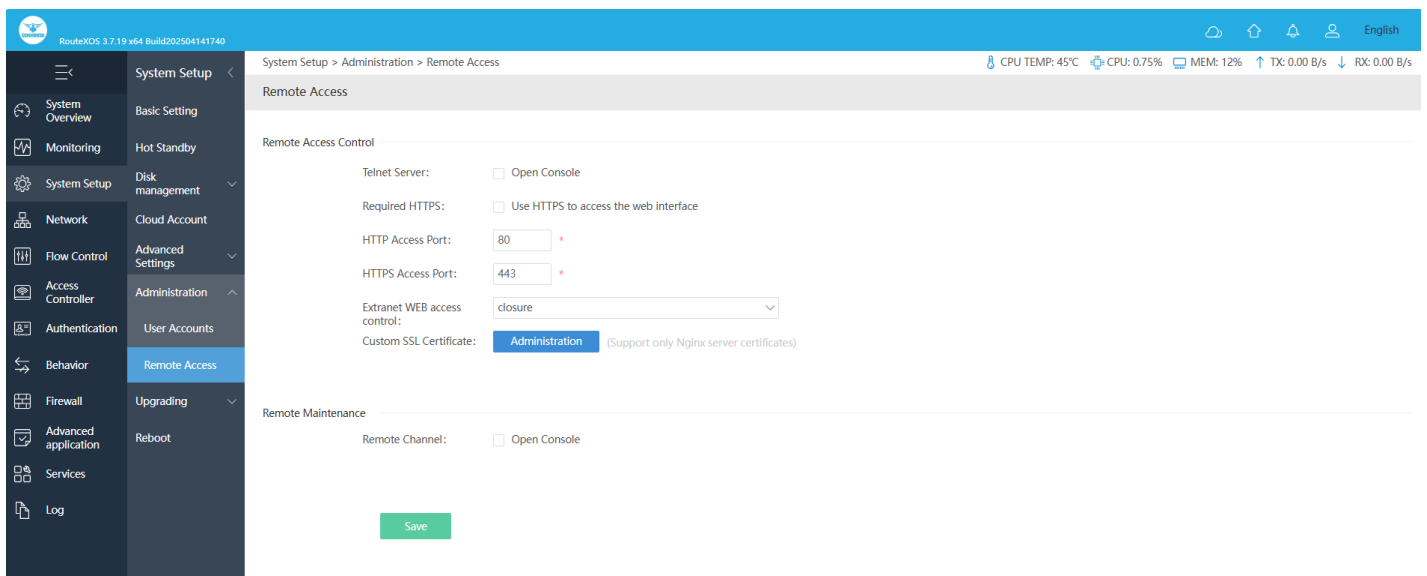 RouteXOS 3.7.19 x64 Build202504141740
English
System Setup
System Setup > Administration > Remote Access
CPU TEMP: 45℃ CPU: 0.75% MEM: 12% TX: 0.00 B/s RX: 0.00 B/s
Remote Access
System
Overview
Monitoring
System Setup
Network
Flow Control
Access
Controller
Authentication
Behavior
Firewall
Advanced
application
Services
Log
Basic Setting
Hot Standby
Disk
management
Cloud Account
Advanced
Settings
Administration
User Accounts
Remote Access
Upgrading
Reboot
Remote Access Control
Telnet Server: Open Console
Required HTTPS: Use HTTPS to access the web interface
HTTP Access Port: 80 *
HTTPS Access Port: 443 *
Extranet WEB access
control: closure
Custom SSL Certificate: Administration (Support only Nginx server certificates)
Remote Maintenance
Remote Channel: Open Console
Save